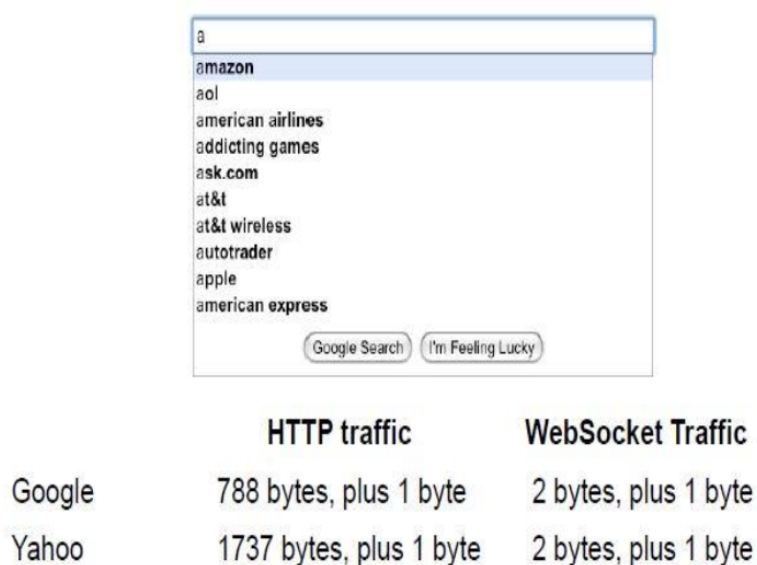 a
amazon
aol
american airlines
addicting games
ask.com
at&t
at&t wireless
autotrader
apple
american express
Google Search I'm Feeling Lucky
HTTP traffic WebSocket Traffic
Google 788 bytes, plus 1 byte 2 bytes, plus 1 byte
Yahoo 1737 bytes, plus 1 byte 2 bytes, plus 1 byte